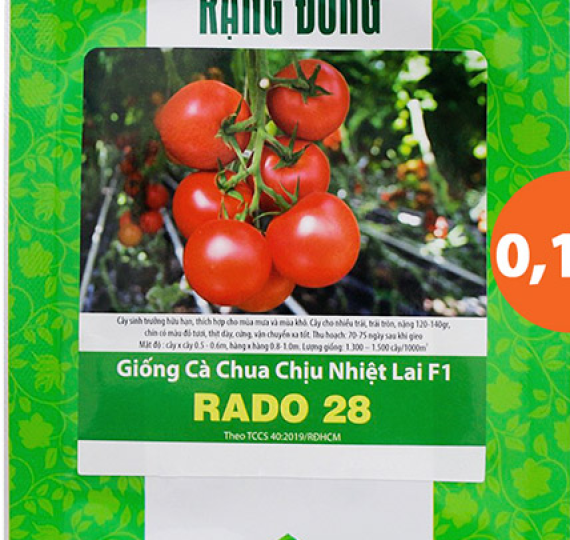 RẠNG ĐÔNG
0,1
Cây sinh trưởng hữu hạn, thích hợp cho mùa mưa và mùa khô. Cây cho nhiều trái, trái tròn, nặng 120-140gr,
chín có màu đỏ tươi, thịt dày, cứng, vận chuyển xa tốt. Thu hoạch: 70-75 ngày sau khi gieo
Mật độ : cây x cây 0.5 - 0.6m, hàng x hàng 0.8-1.0m. Lượng giống: 1.300 – 1.500 cây/1000m²
Giống Cà Chua Chịu Nhiệt Lai F1
RADO 28
Theo TCCS 40:2019/RĐHCM